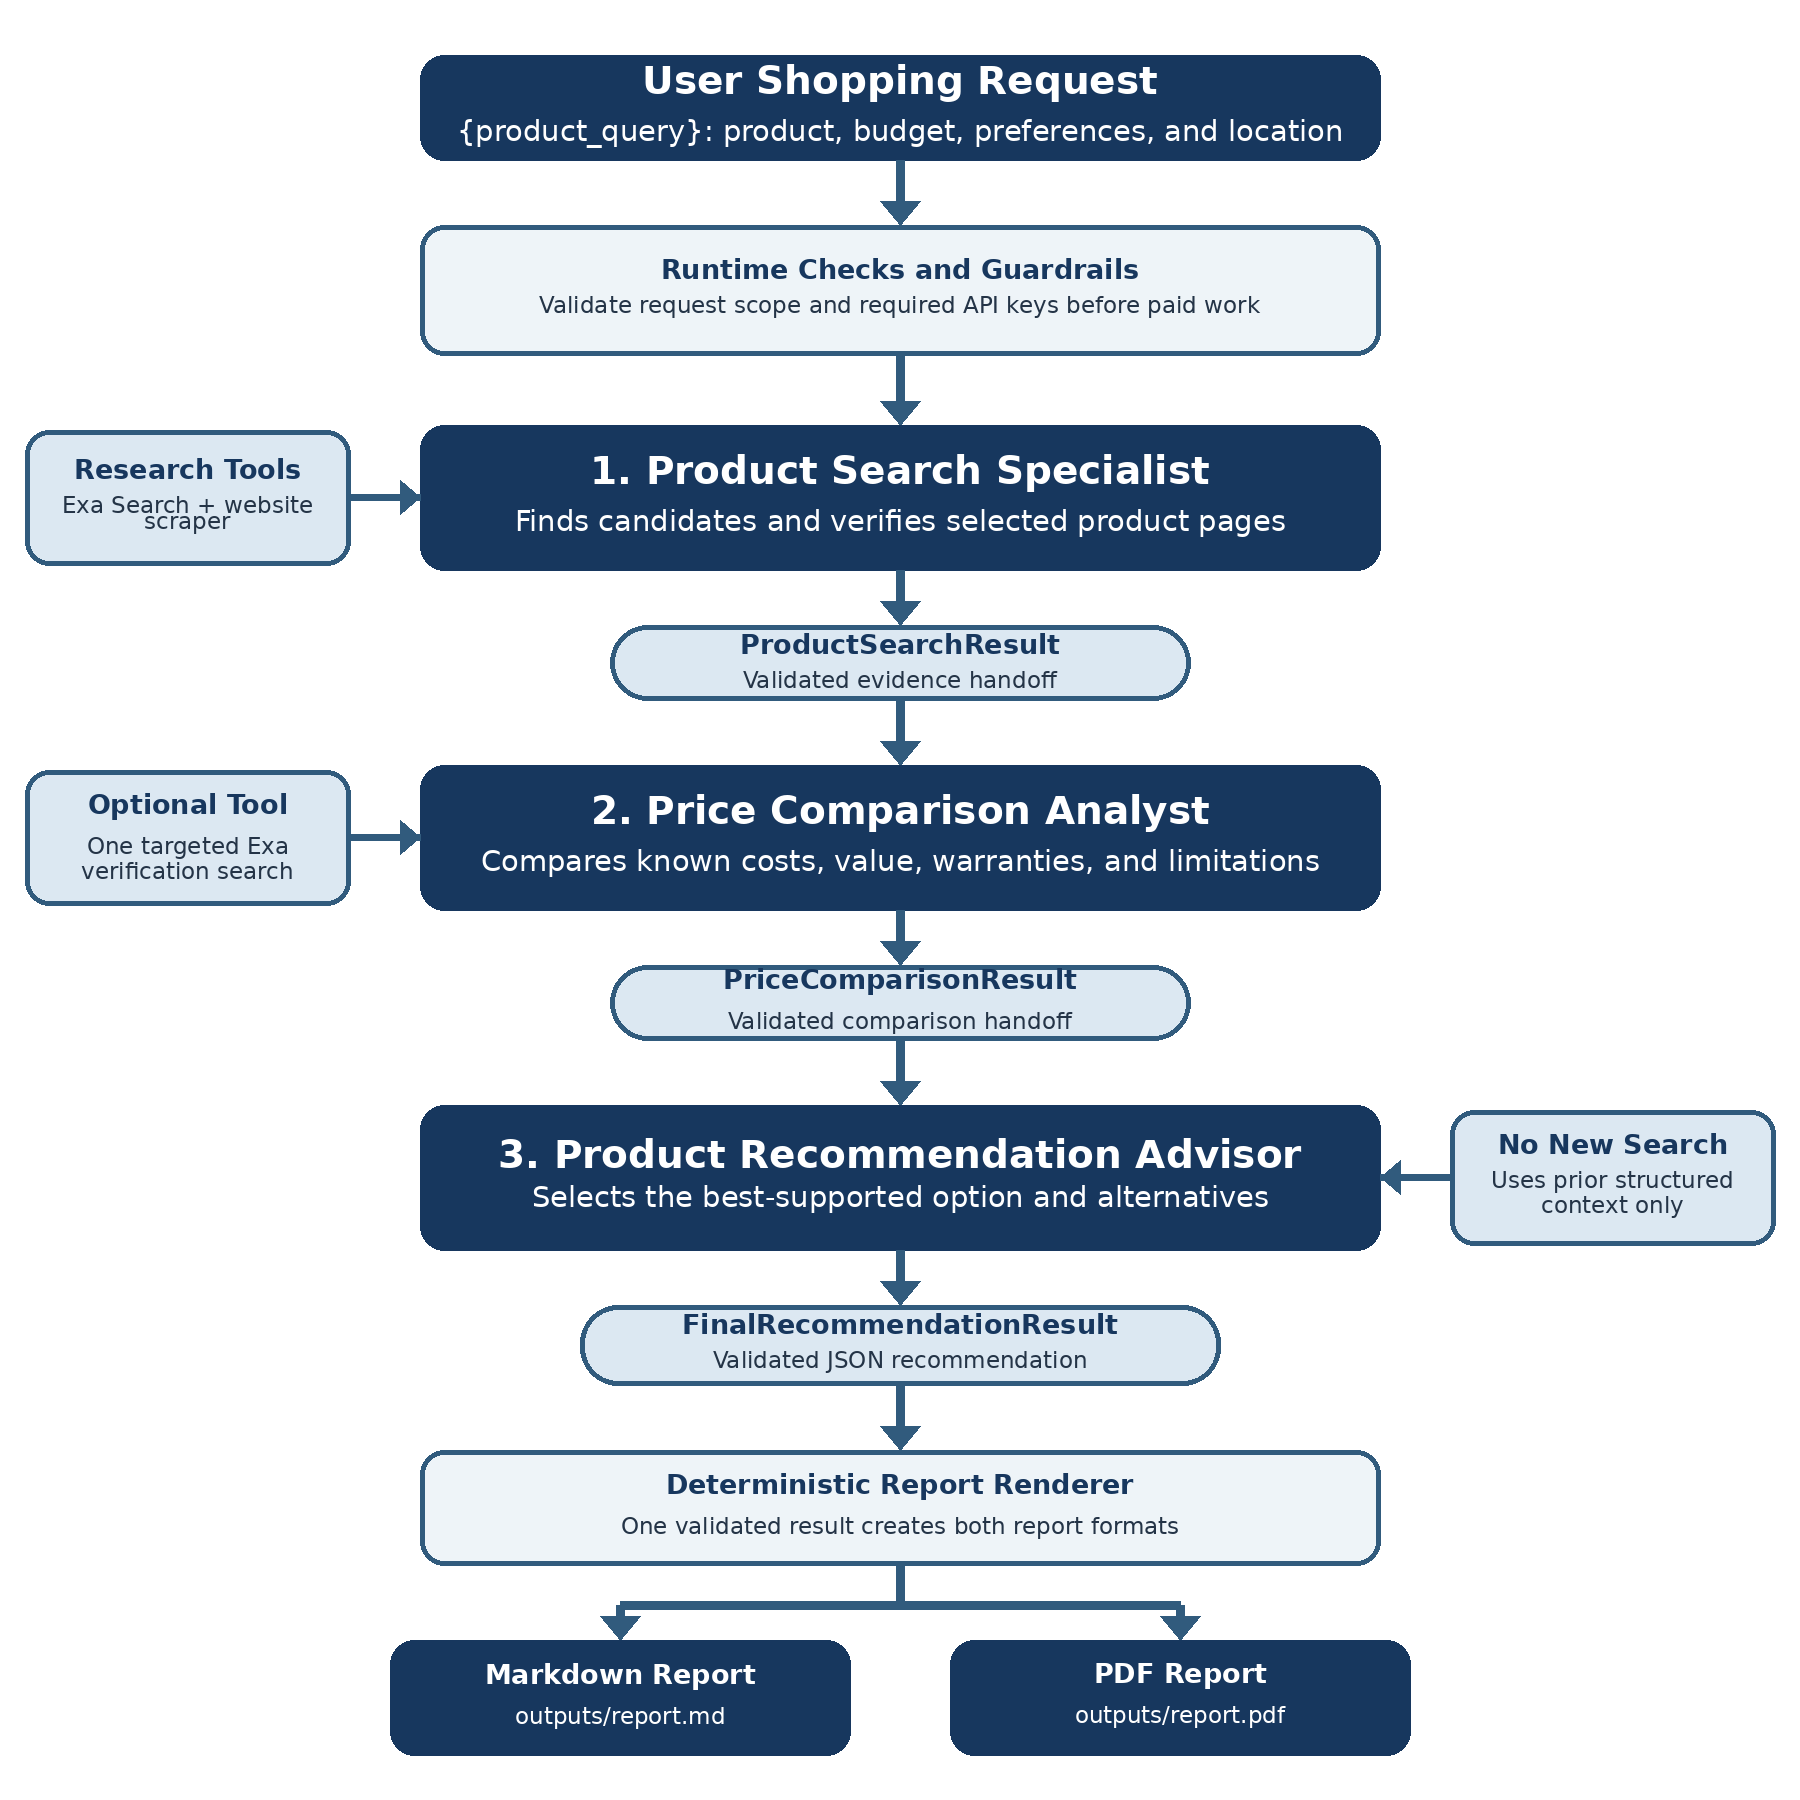 User Shopping Request
{product_query}: product, budget, preferences, and location
Runtime Checks and Guardrails
Validate request scope and required API keys before paid work
Research Tools
Exa Search + website
scraper
1. Product Search Specialist
Finds candidates and verifies selected product pages
ProductSearchResult
Validated evidence handoff
Optional Tool
One targeted Exa
verification search
2. Price Comparison Analyst
Compares known costs, value, warranties, and limitations
PriceComparisonResult
Validated comparison handoff
3. Product Recommendation Advisor
Selects the best-supported option and alternatives
No New Search
Uses prior structured
context only
FinalRecommendationResult
Validated JSON recommendation
Deterministic Report Renderer
One validated result creates both report formats
Markdown Report
outputs/report.md
PDF Report
outputs/report.pdf